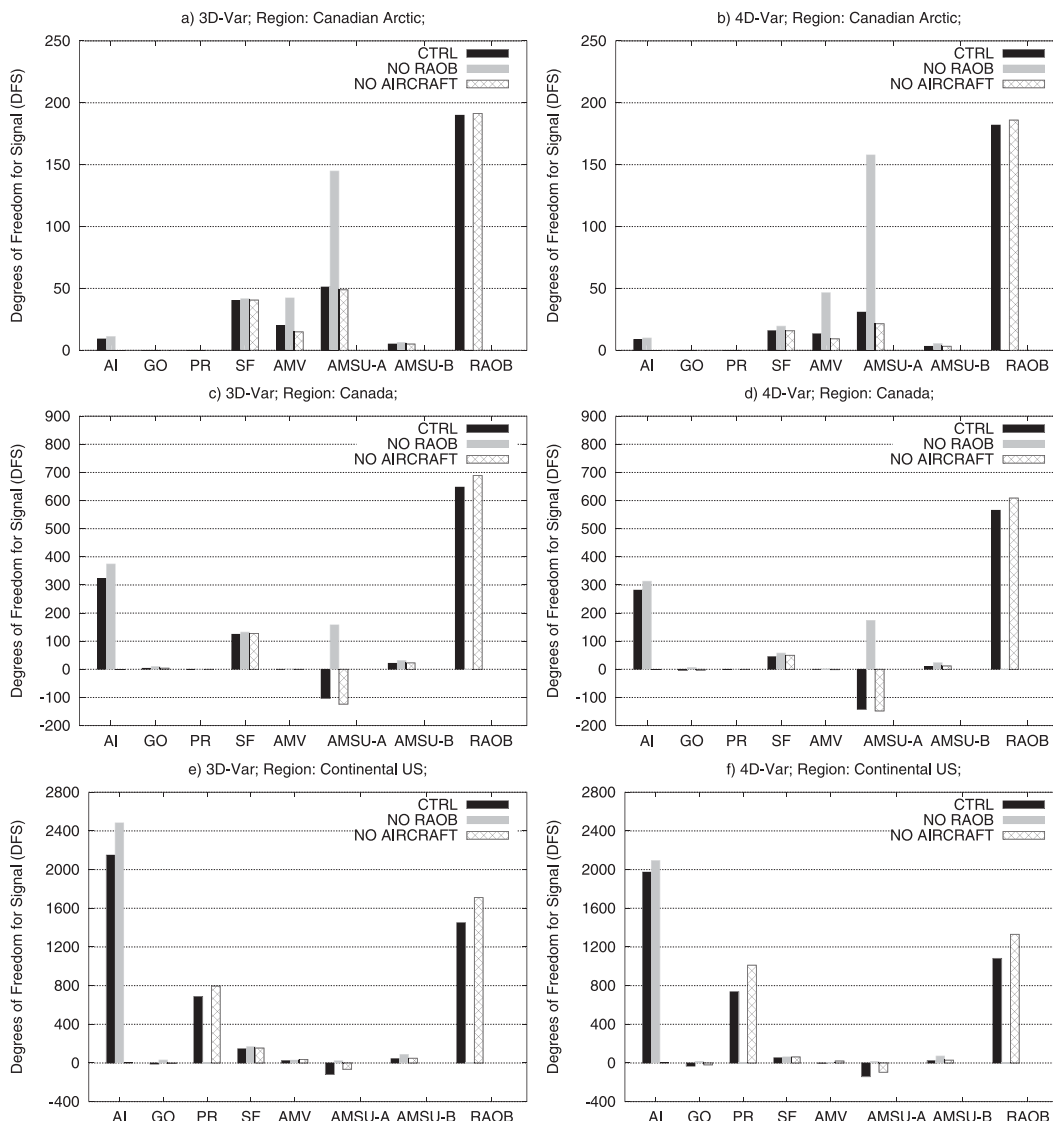 a) 3D-Var; Region: Canadian Arctic;
Degrees of Freedom for Signal (DFS)
250
200
150
100
50
0
CTRL
NO RAOB
NO AIRCRAFT
AI GO PR SF AMV AMSU-A AMSU-B RAOB
b) 4D-Var; Region: Canadian Arctic;
Degrees of Freedom for Signal (DFS)
250
200
150
100
50
0
CTRL
NO RAOB
NO AIRCRAFT
AI GO PR SF AMV AMSU-A AMSU-B RAOB
c) 3D-Var; Region: Canada;
Degrees of Freedom for Signal (DFS)
900
800
700
600
500
400
300
200
100
0
-100
-200
CTRL
NO RAOB
NO AIRCRAFT
AI GO PR SF AMV AMSU-A AMSU-B RAOB
d) 4D-Var; Region: Canada;
Degrees of Freedom for Signal (DFS)
900
800
700
600
500
400
300
200
100
0
-100
-200
CTRL
NO RAOB
NO AIRCRAFT
AI GO PR SF AMV AMSU-A AMSU-B RAOB
e) 3D-Var; Region: Continental US;
Degrees of Freedom for Signal (DFS)
2800
2400
2000
1600
1200
800
400
0
-400
CTRL
NO RAOB
NO AIRCRAFT
AI GO PR SF AMV AMSU-A AMSU-B RAOB
f) 4D-Var; Region: Continental US;
Degrees of Freedom for Signal (DFS)
2800
2400
2000
1600
1200
800
400
0
-400
CTRL
NO RAOB
NO AIRCRAFT
AI GO PR SF AMV AMSU-A AMSU-B RAOB